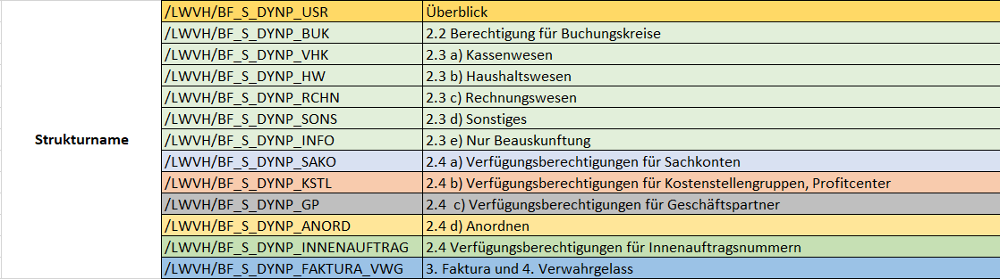 /LWVH/BF_S_DYNP_USR Überblick
/LWVH/BF_S_DYNP_BUK 2.2 Berechtigung für Buchungskreise
/LWVH/BF_S_DYNP_VHK 2.3 a) Kassenwesen
/LWVH/BF_S_DYNP_HW 2.3 b) Haushaltswesen
/LWVH/BF_S_DYNP_RCHN 2.3 c) Rechnungswesen
/LWVH/BF_S_DYNP_SONS 2.3 d) Sonstiges
Strukturname /LWVH/BF_S_DYNP_INFO 2.3 e) Nur Beauskunftung
/LWVH/BF_S_DYNP_SAKO 2.4 a) Verfügungsberechtigungen für Sachkonten
/LWVH/BF_S_DYNP_KSTL 2.4 b) Verfügungsberechtigungen für Kostenstellengruppen, Profitcenter
/LWVH/BF_S_DYNP_GP 2.4  c) Verfügungsberechtigungen für Geschäftspartner
/LWVH/BF_S_DYNP_ANORD 2.4 d) Anordnen
/LWVH/BF_S_DYNP_INNENAUFTRAG 2.4 Verfügungsberechtigungen für Innenauftragsnummern
/LWVH/BF_S_DYNP_FAKTURA_VWG 3. Faktura und 4. Verwahrgelass